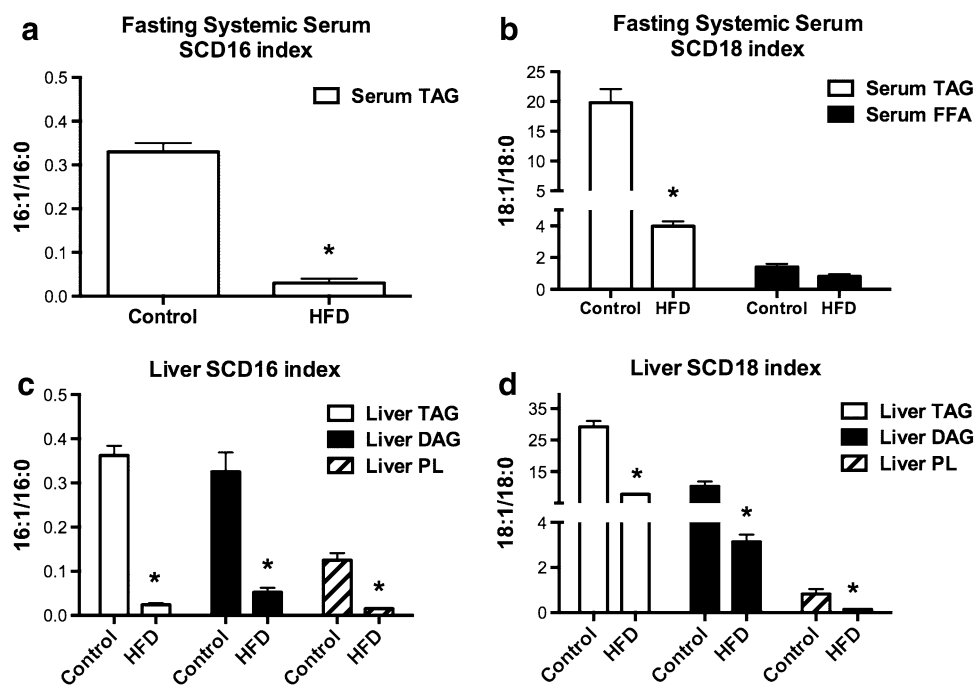 a
Fasting Systemic Serum
SCD16 index
16:1/16:0
0.5
0.4
0.3
0.2
0.1
0.0
Serum TAG
*
Control HFD
b
Fasting Systemic Serum
SCD18 index
18:1/18:0
25
20
15
10
5
4
2
0
Serum TAG
Serum FFA
*
Control HFD Control HFD
c
Liver SCD16 index
16:1/16:0
0.5
0.4
0.3
0.2
0.1
0.0
Liver TAG
Liver DAG
Liver PL
* * *
Control HFD Control HFD Control HFD
d
Liver SCD18 index
18:1/18:0
35
25
15
4
2
0
Liver TAG
Liver DAG
Liver PL
* * *
Control HFD Control HFD Control HFD